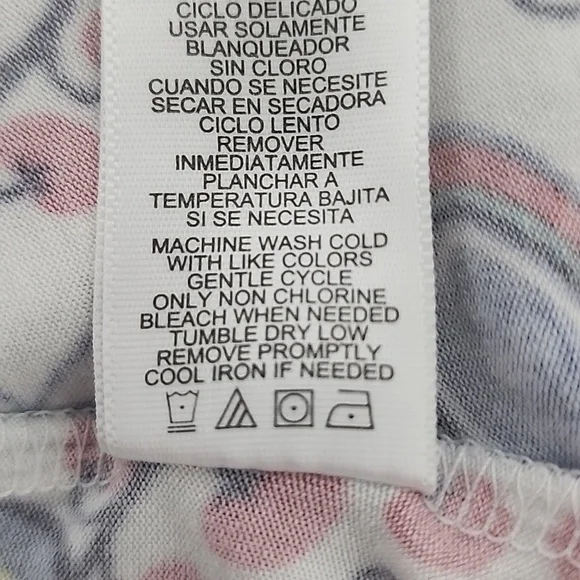 CICLO DELICADO
USAR SOLAMENTE
BLANQUEADOR
SIN CLORO
CUANDO SE NECESITE
SECAR EN SECADORA
CICLO LENTO
REMOVER
INMEDIATAMENTE
PLANCHAR A
TEMPERATURA BAJITA
SI SE NECESITA
MACHINE WASH COLD
WITH LIKE COLORS
GENTLE CYCLE
ONLY NON CHLORINE
BLEACH WHEN NEEDED
TUMBLE DRY LOW
REMOVE PROMPTLY
COOL IRON IF NEEDED